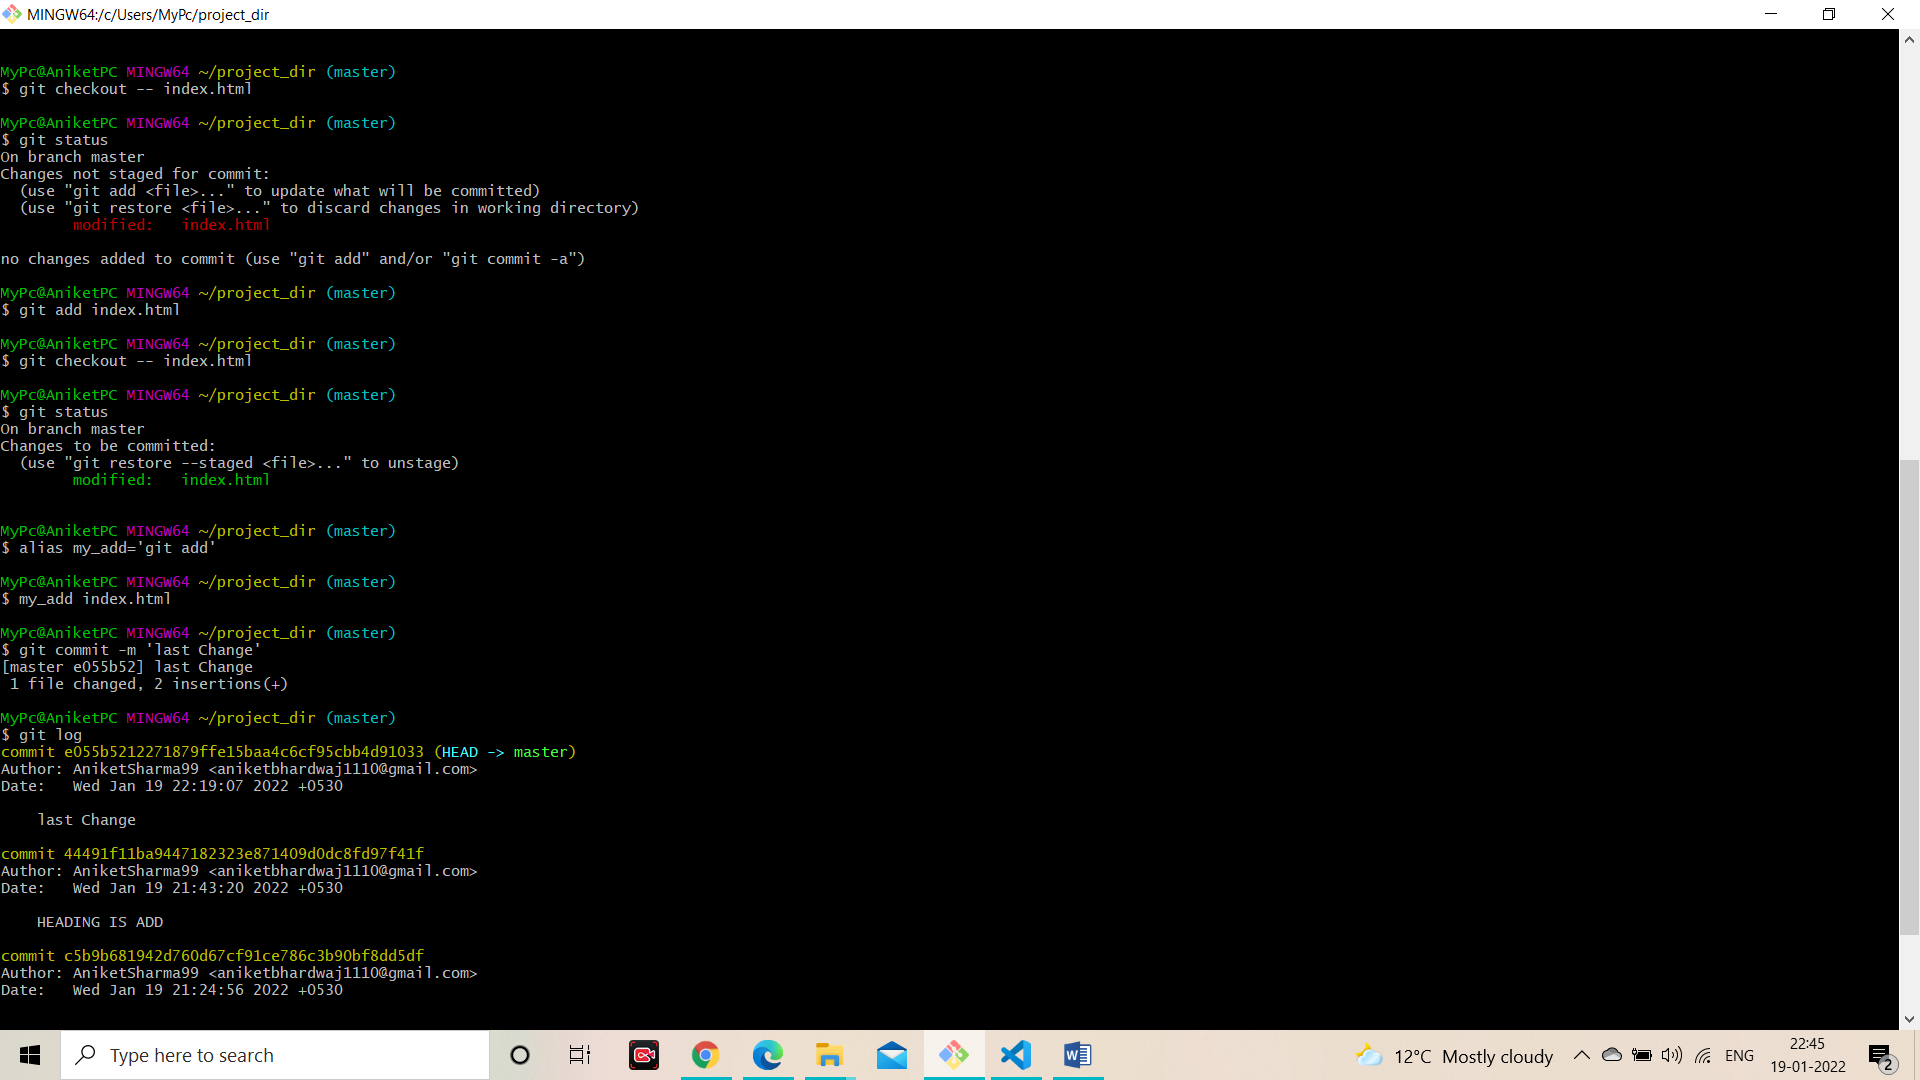 MINGW64:/c/Users/MyPc/project_dir
MyPc@AniketPC MINGW64 ~/project_dir (master)
$ git checkout -- index.html
MyPc@AniketPC MINGW64 ~/project_dir (master)
$ git status
On branch master
Changes not staged for commit:
  (use "git add <file>..." to update what will be committed)
  (use "git restore <file>..." to discard changes in working directory)
        modified:   index.html
no changes added to commit (use "git add" and/or "git commit -a")
MyPc@AniketPC MINGW64 ~/project_dir (master)
$ git add index.html
MyPc@AniketPC MINGW64 ~/project_dir (master)
$ git checkout -- index.html
MyPc@AniketPC MINGW64 ~/project_dir (master)
$ git status
On branch master
Changes to be committed:
  (use "git restore --staged <file>..." to unstage)
        modified:   index.html
MyPc@AniketPC MINGW64 ~/project_dir (master)
$ alias my_add='git add'
MyPc@AniketPC MINGW64 ~/project_dir (master)
$ my_add index.html
MyPc@AniketPC MINGW64 ~/project_dir (master)
$ git commit -m 'last Change'
[master e055b52] last Change
 1 file changed, 2 insertions(+)
MyPc@AniketPC MINGW64 ~/project_dir (master)
$ git log
commit e055b5212271879ffe15baa4c6cf95cbb4d91033 (HEAD -> master)
Author: AniketSharma99 <aniketbhardwaj1110@gmail.com>
Date:   Wed Jan 19 22:19:07 2022 +0530
    last Change
commit 44491f11ba9447182323e871409d0dc8fd97f41f
Author: AniketSharma99 <aniketbhardwaj1110@gmail.com>
Date:   Wed Jan 19 21:43:20 2022 +0530
    HEADING IS ADD
commit c5b9b681942d760d67cf91ce786c3b90bf8dd5df
Author: AniketSharma99 <aniketbhardwaj1110@gmail.com>
Date:   Wed Jan 19 21:24:56 2022 +0530
Type here to search
12°C Mostly cloudy
ENG
22:45
19-01-2022
2